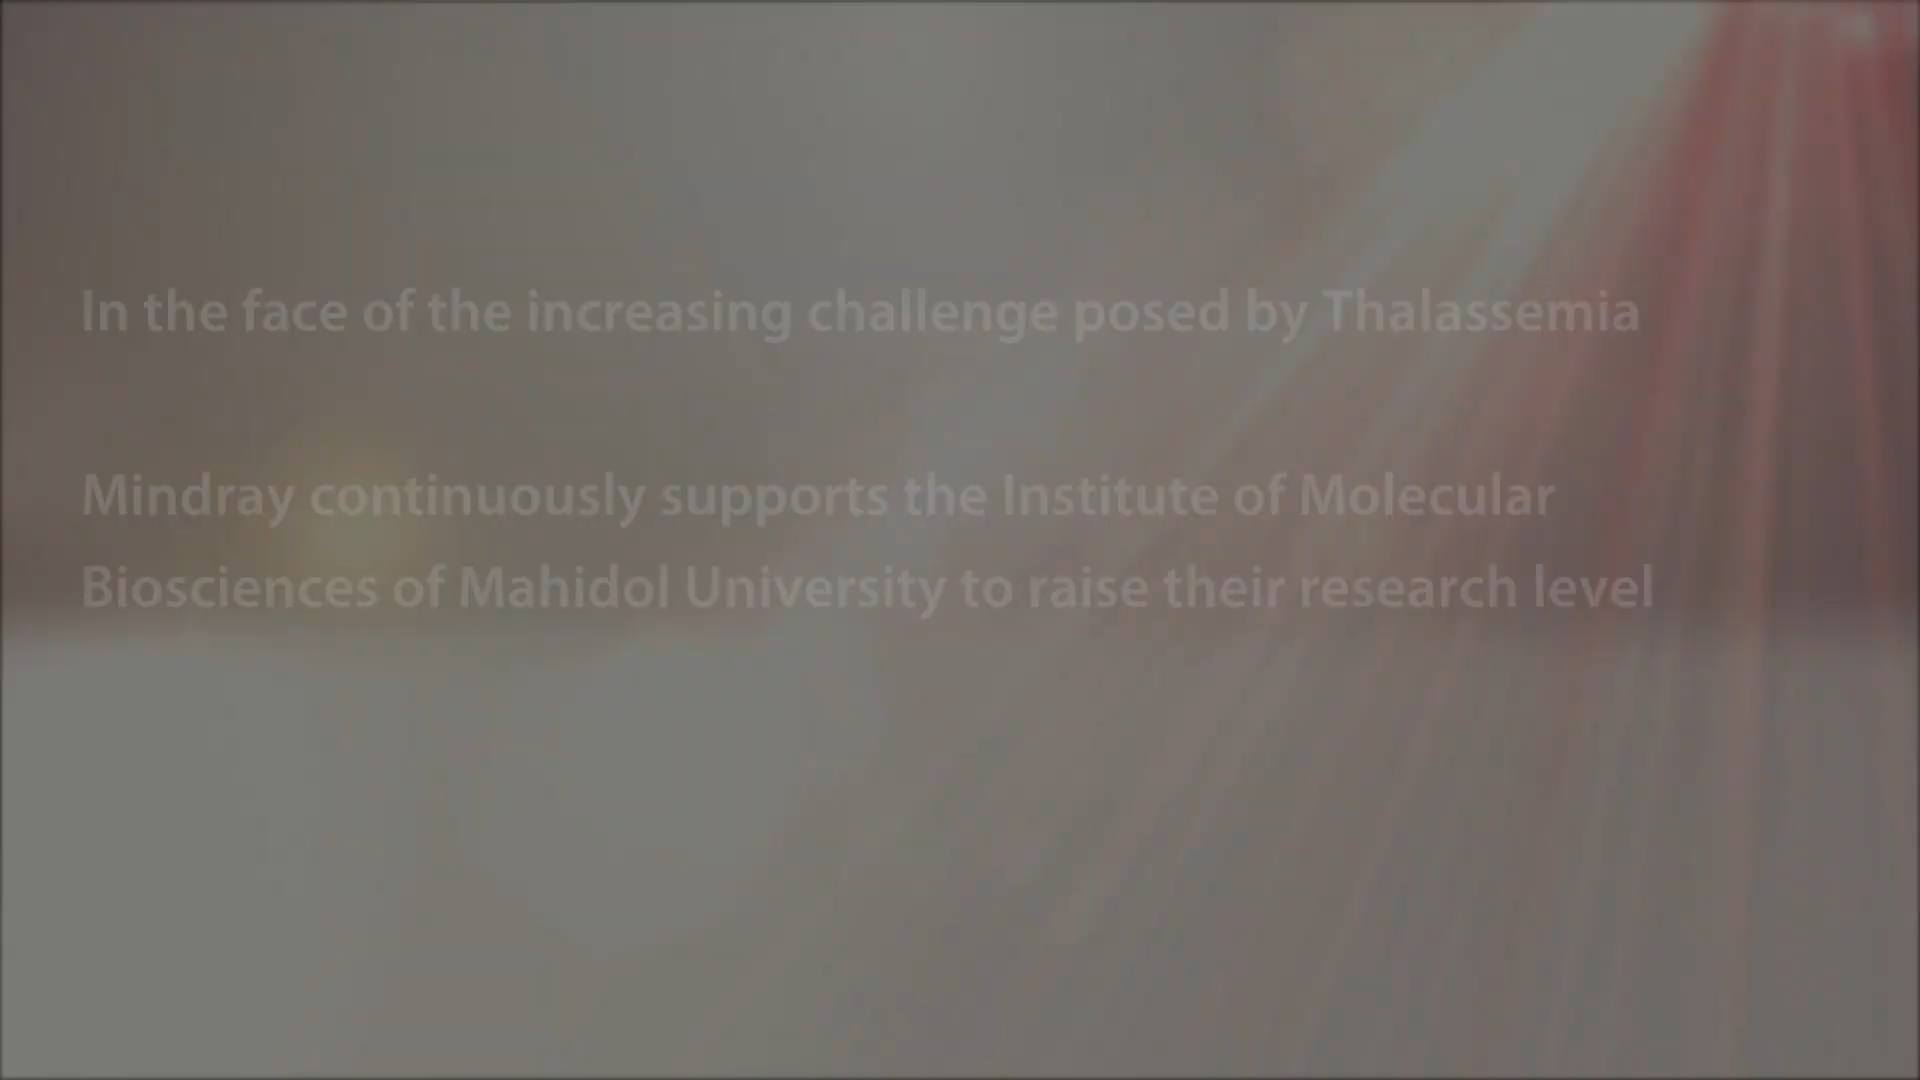 In the face of the increasing challenge posed by Thalassemia
Mindray continuously supports the Institute of Molecular
Biosciences of Mahidol University to raise their research level